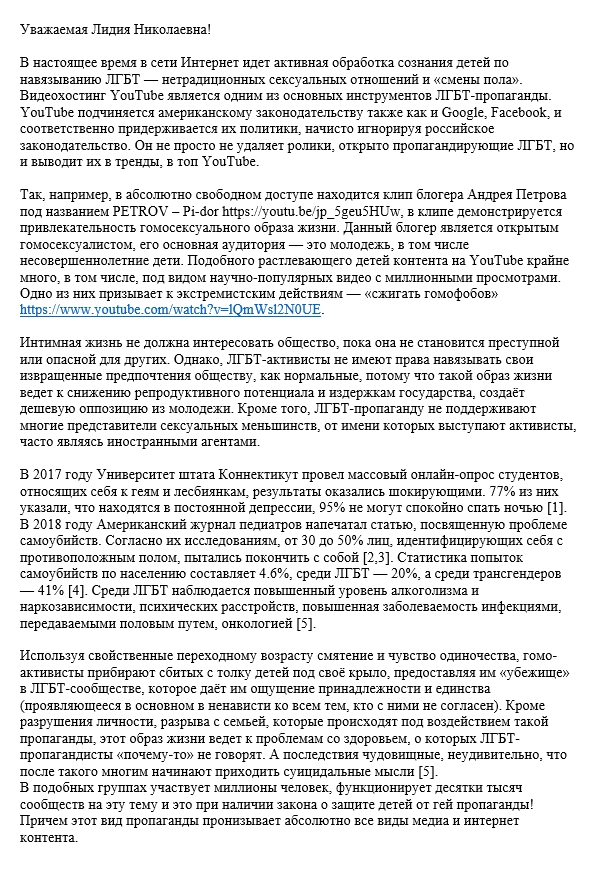 Уважаемая Лидия Николаевна!
В настоящее время в сети Интернет идет активная обработка сознания детей по
навязыванию ЛГБТ — нетрадиционных сексуальных отношений и «смены пола».
Видеохостинг YouTube является одним из основных инструментов ЛГБТ-пропаганды.
YouTube подчиняется американскому законодательству также как и Google, Facebook, и
соответственно придерживается их политики, начисто игнорируя российское
законодательство. Он не просто не удаляет ролики, открыто пропагандирующие ЛГБТ, но
и выводит их в тренды, в топ YouTube.
Так, например, в абсолютно свободном доступе находится клип блогера Андрея Петрова
под названием PETROV – Pi-dor https://youtu.be/jp_5geu5HUw, в клипе демонстрируется
привлекательность гомосексуального образа жизни. Данный блогер является открытым
гомосексуалистом, его основная аудитория — это молодежь, в том числе
несовершеннолетние дети. Подобного растлевающего детей контента на YouTube крайне
много, в том числе, под видом научно-популярных видео с миллионными просмотрами.
Одно из них призывает к экстремистским действиям — «сжигать гомофобов»
https://www.youtube.com/watch?v=lQmWsl2N0UE.
Интимная жизнь не должна интересовать общество, пока она не становится преступной
или опасной для других. Однако, ЛГБТ-активисты не имеют права навязывать свои
извращенные предпочтения обществу, как нормальные, потому что такой образ жизни
ведет к снижению репродуктивного потенциала и издержкам государства, создаёт
дешевую оппозицию из молодежи. Кроме того, ЛГБТ-пропаганду не поддерживают
многие представители сексуальных меньшинств, от имени которых выступают активисты,
часто являясь иностранными агентами.
В 2017 году Университет штата Коннектикут провел массовый онлайн-опрос студентов,
относящих себя к геям и лесбиянкам, результаты оказались шокирующими. 77% из них
указали, что находятся в постоянной депрессии, 95% не могут спокойно спать ночью [1].
В 2018 году Американский журнал педиатров напечатал статью, посвященную проблеме
самоубийств. Согласно их исследованиям, от 30 до 50% лиц, идентифицирующих себя с
противоположным полом, пытались покончить с собой [2,3]. Статистика попыток
самоубийств по населению составляет 4.6%, среди ЛГБТ — 20%, а среди трансгендеров
— 41% [4]. Среди ЛГБТ наблюдается повышенный уровень алкоголизма и
наркозависимости, психических расстройств, повышенная заболеваемость инфекциями,
передаваемыми половым путем, онкологией [5].
Используя свойственные переходному возрасту смятение и чувство одиночества, гомо-
активисты прибирают сбитых с толку детей под своё крыло, предоставляя им «убежище»
в ЛГБТ-сообществе, которое даёт им ощущение принадлежности и единства
(проявляющееся в основном в ненависти ко всем тем, кто с ними не согласен). Кроме
разрушения личности, разрыва с семьей, которые происходят под воздействием такой
пропаганды, этот образ жизни ведет к проблемам со здоровьем, о которых ЛГБТ-
пропагандисты «почему-то» не говорят. А последствия чудовищные, неудивительно, что
после такого многим начинают приходить суицидальные мысли [5].
В подобных группах участвует миллионы человек, функционирует десятки тысяч
сообществ на эту тему и это при наличии закона о защите детей от гей пропаганды!
Причем этот вид пропаганды пронизывает абсолютно все виды медиа и интернет
контента.